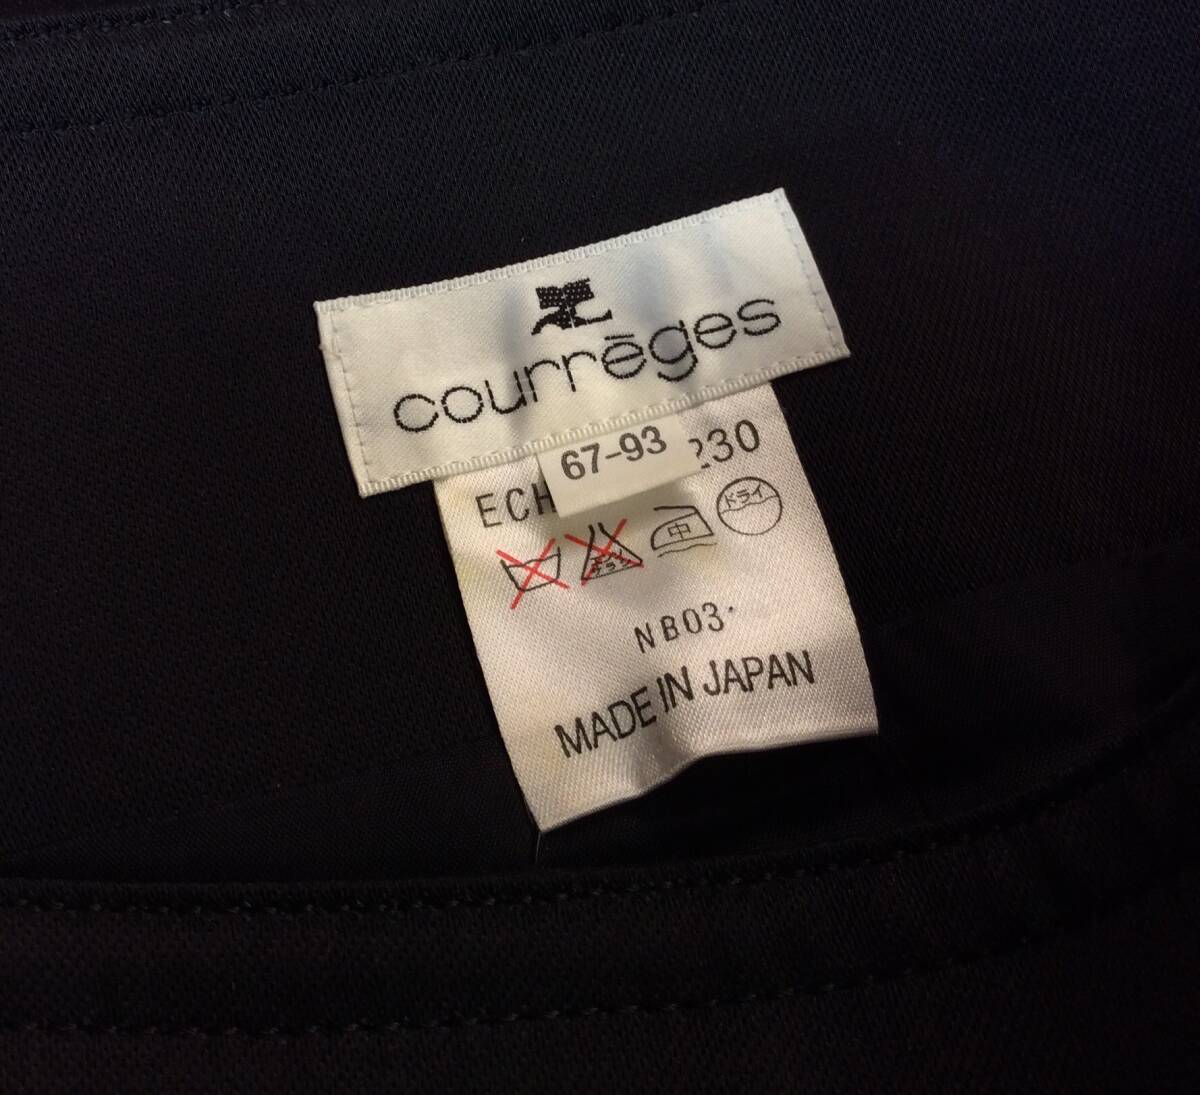 courrèges
67-93
ECH 230
中 ドライ
NB03.
MADE IN JAPAN